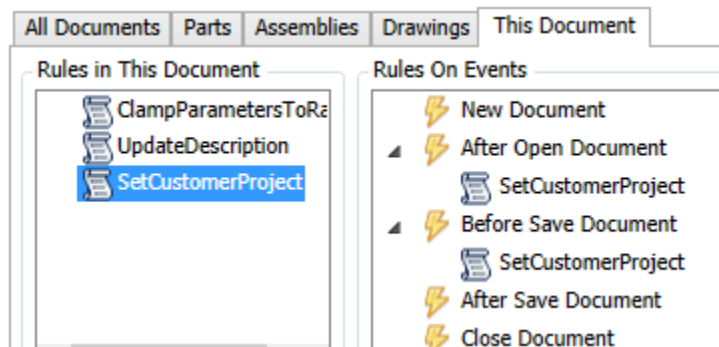 All Documents Parts Assemblies Drawings This Document
Rules in This Document
ClampParametersToRa
UpdateDescription
SetCustomerProject
Rules On Events
New Document
After Open Document
SetCustomerProject
Before Save Document
SetCustomerProject
After Save Document
Close Document